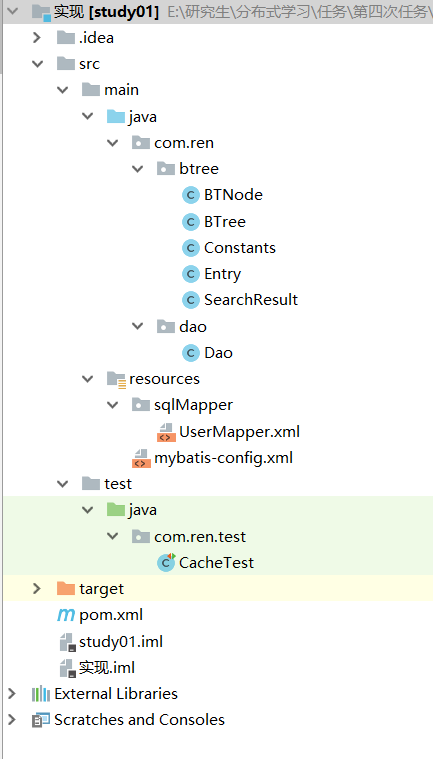 实现 [study01] E:\研究生\分布式学习\任务\第四次任务\
.idea
src
main
java
com.ren
btree
BTNode
BTree
Constants
Entry
SearchResult
dao
Dao
resources
sqlMapper
UserMapper.xml
mybatis-config.xml
test
java
com.ren.test
CacheTest
target
pom.xml
study01.iml
实现.iml
External Libraries
Scratches and Consoles